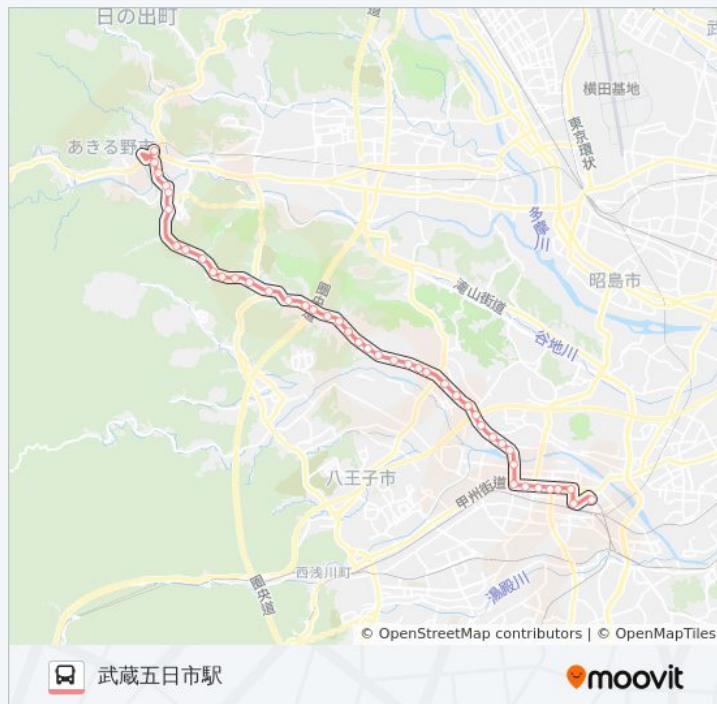 日の出町
道
武
横田基地
東京環状
あきる野市
多摩川
昭島市
滝山街道
圏央道
谷地川
八王子市
甲州街道
西浅川町
圏央道
湯殿川
© OpenStreetMap contributors | © OpenMapTiles
武蔵五日市駅
moovit